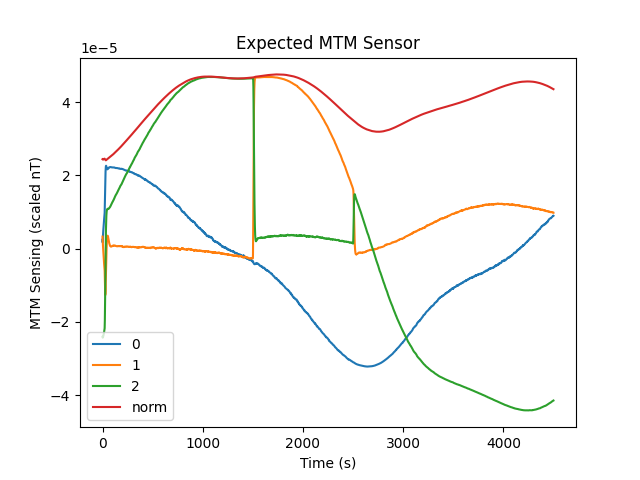 Expected MTM Sensor
1e−5
MTM Sensing (scaled nT)
4
2
0
−2
−4
0
1
2
norm
0 1000 2000 3000 4000
Time (s)